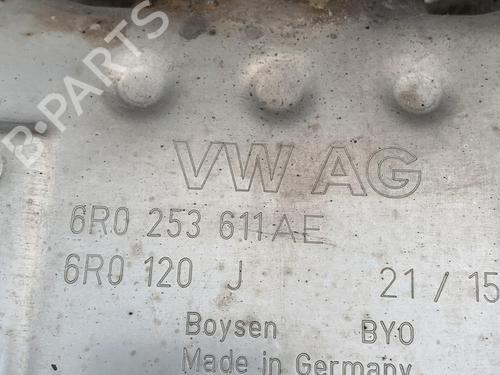 B-PARTS
VW AG
6R0 253 611AE
6R0 120 J 21 / 15
Boysen BYO
Made in Germany